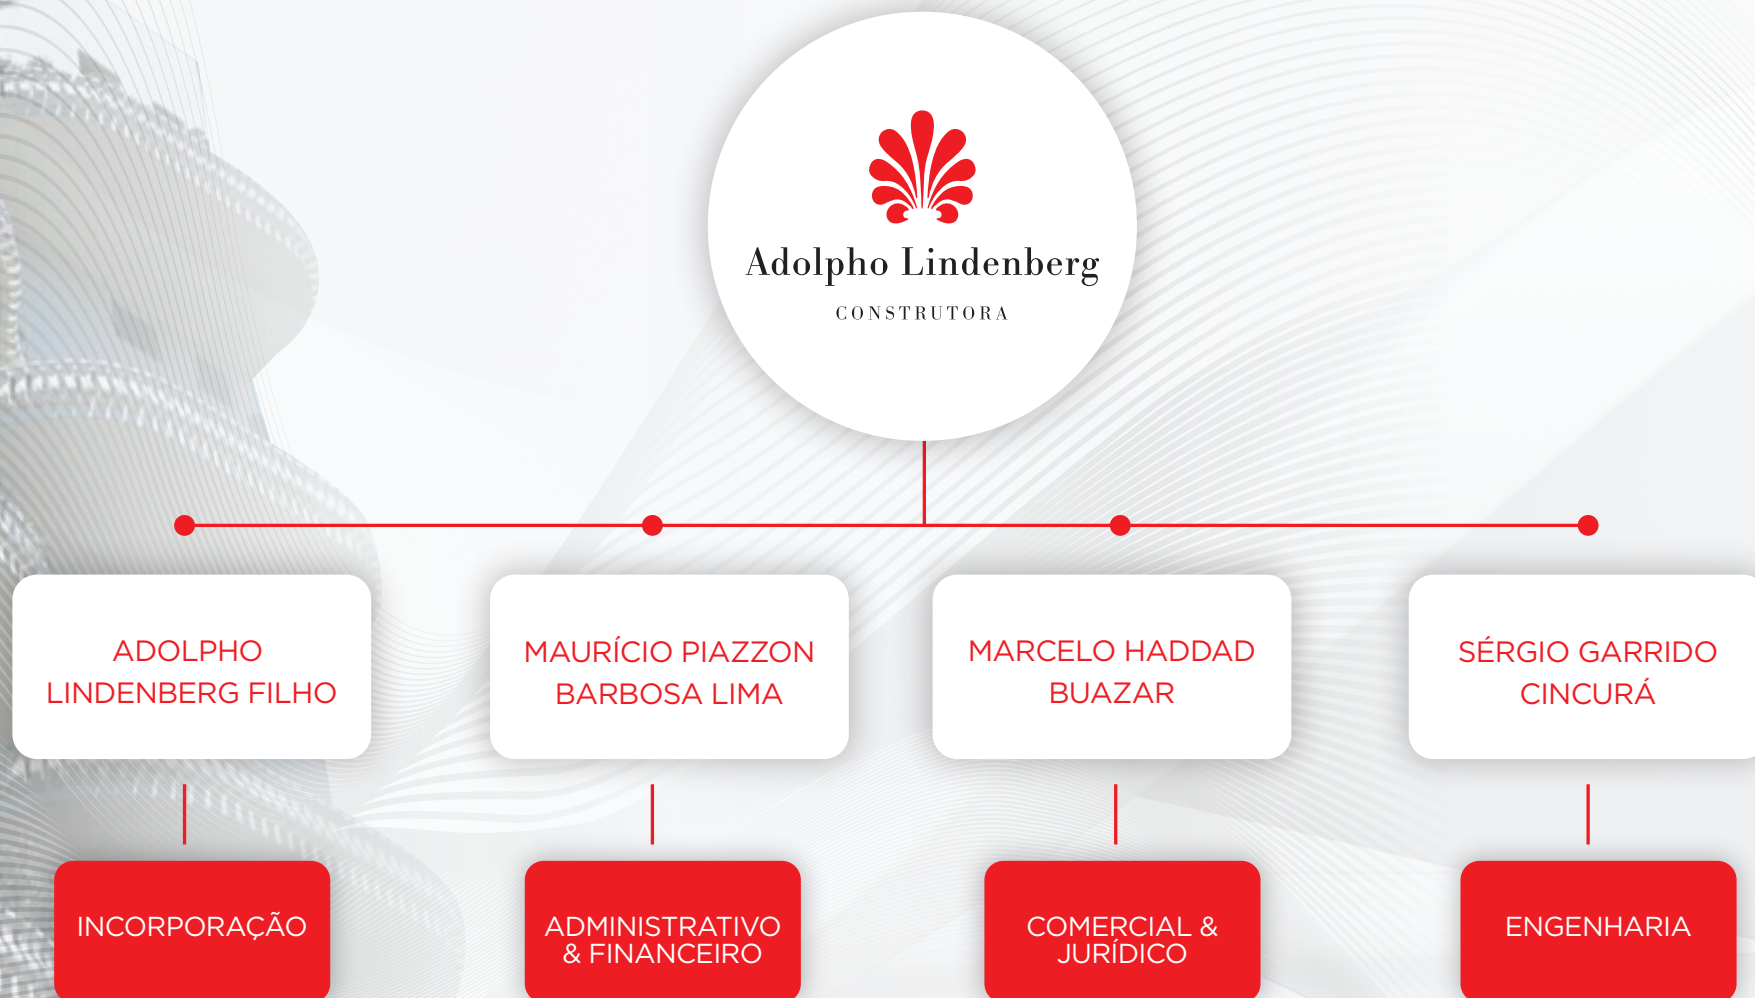 Adolpho Lindenberg
CONSTRUTORA
ADOLPHO
LINDENBERG FILHO
MAURÍCIO PIAZZON
BARBOSA LIMA
MARCELO HADDAD
BUAZAR
SÉRGIO GARRIDO
CINCURÁ
INCORPORAÇÃO
ADMINISTRATIVO
& FINANCEIRO
COMERCIAL &
JURÍDICO
ENGENHARIA